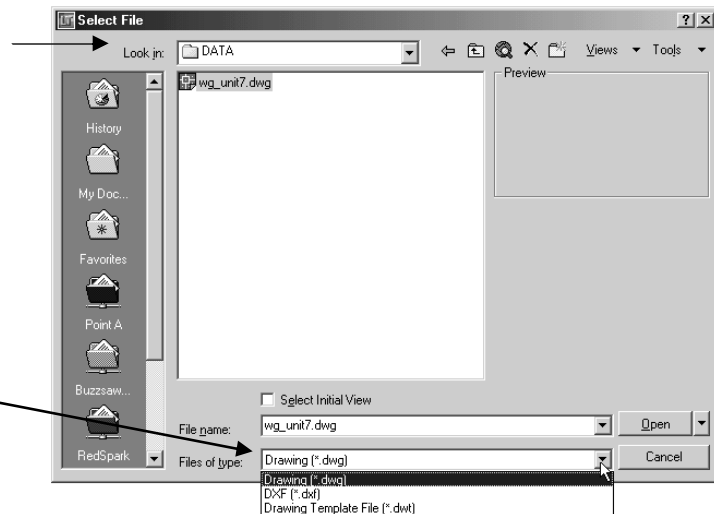 Select File
Look in:
DATA
Views
Tools
History
My Doc...
Favorites
Point A
Buzzsaw...
RedSpark
wg_unit7.dwg
Preview
Select Initial View
File name:
wg_unit7.dwg
Open
Files of type:
Drawing (*.dwg)
Cancel
Drawing (*.dwg)
DXF (*.dxf)
Drawing Template File (*.dwt)